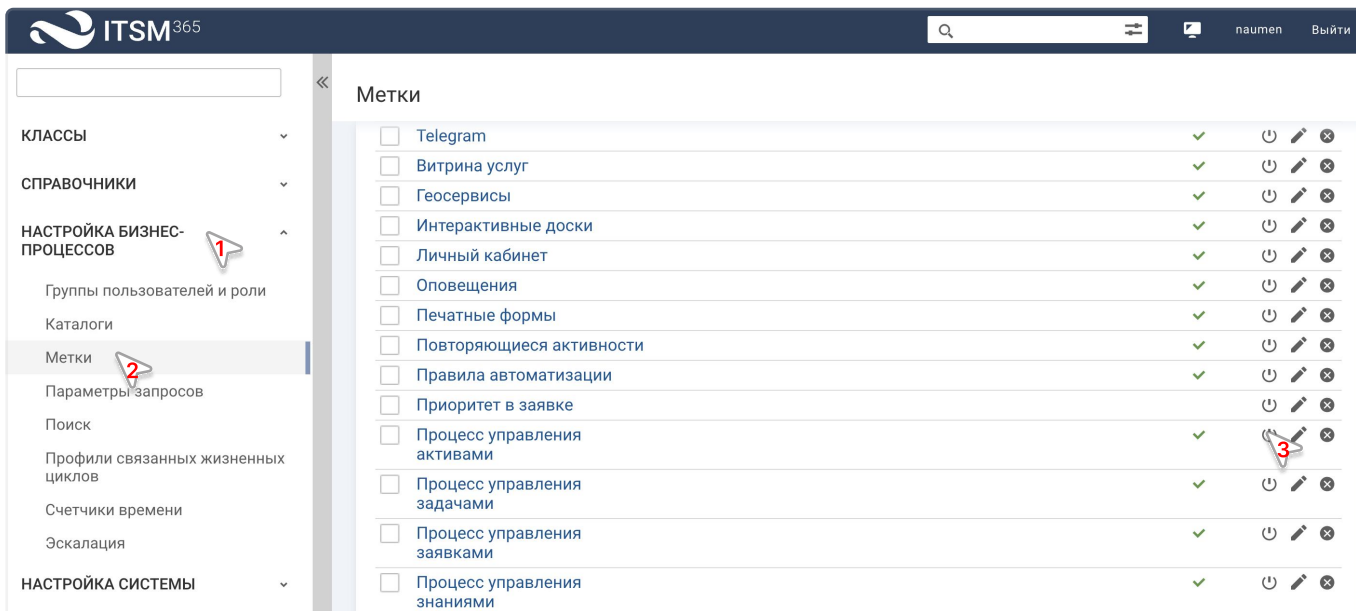 ITSM 365
naumen
Выйти
Метки
КЛАССЫ
СПРАВОЧНИКИ
НАСТРОЙКА БИЗНЕС-
ПРОЦЕССОВ
1
Группы пользователей и роли
Каталоги
Метки
2
Параметры запросов
Поиск
Профили связанных жизненных
циклов
Счетчики времени
Эскалация
НАСТРОЙКА СИСТЕМЫ
Telegram
Витрина услуг
Геосервисы
Интерактивные доски
Личный кабинет
Оповещения
Печатные формы
Повторяющиеся активности
Правила автоматизации
Приоритет в заявке
Процесс управления
активами
3
Процесс управления
задачами
Процесс управления
заявками
Процесс управления
знаниями